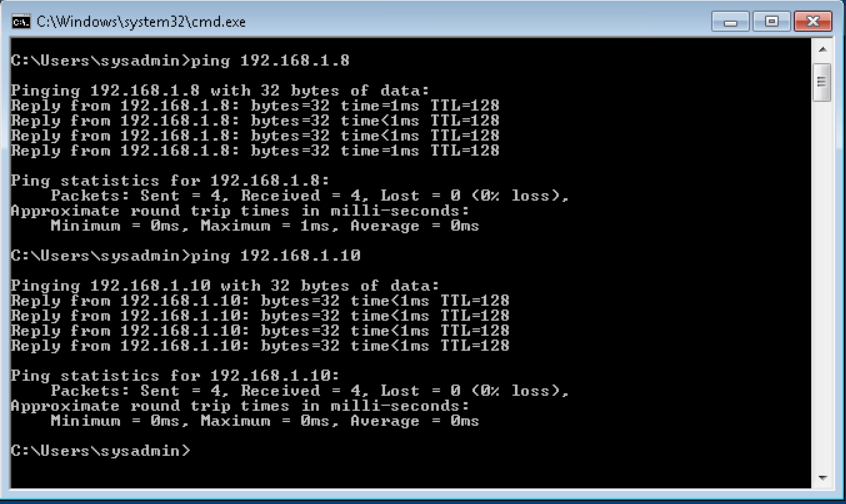 C:\Windows\system32\cmd.exe
C:\Users\sysadmin>ping 192.168.1.8
Pinging 192.168.1.8 with 32 bytes of data:
Reply from 192.168.1.8: bytes=32 time=1ms TTL=128
Reply from 192.168.1.8: bytes=32 time<1ms TTL=128
Reply from 192.168.1.8: bytes=32 time<1ms TTL=128
Reply from 192.168.1.8: bytes=32 time=1ms TTL=128
Ping statistics for 192.168.1.8:
    Packets: Sent = 4, Received = 4, Lost = 0 (0% loss),
Approximate round trip times in milli-seconds:
    Minimum = 0ms, Maximum = 1ms, Average = 0ms
C:\Users\sysadmin>ping 192.168.1.10
Pinging 192.168.1.10 with 32 bytes of data:
Reply from 192.168.1.10: bytes=32 time<1ms TTL=128
Reply from 192.168.1.10: bytes=32 time<1ms TTL=128
Reply from 192.168.1.10: bytes=32 time<1ms TTL=128
Reply from 192.168.1.10: bytes=32 time<1ms TTL=128
Ping statistics for 192.168.1.10:
    Packets: Sent = 4, Received = 4, Lost = 0 (0% loss),
Approximate round trip times in milli-seconds:
    Minimum = 0ms, Maximum = 0ms, Average = 0ms
C:\Users\sysadmin>